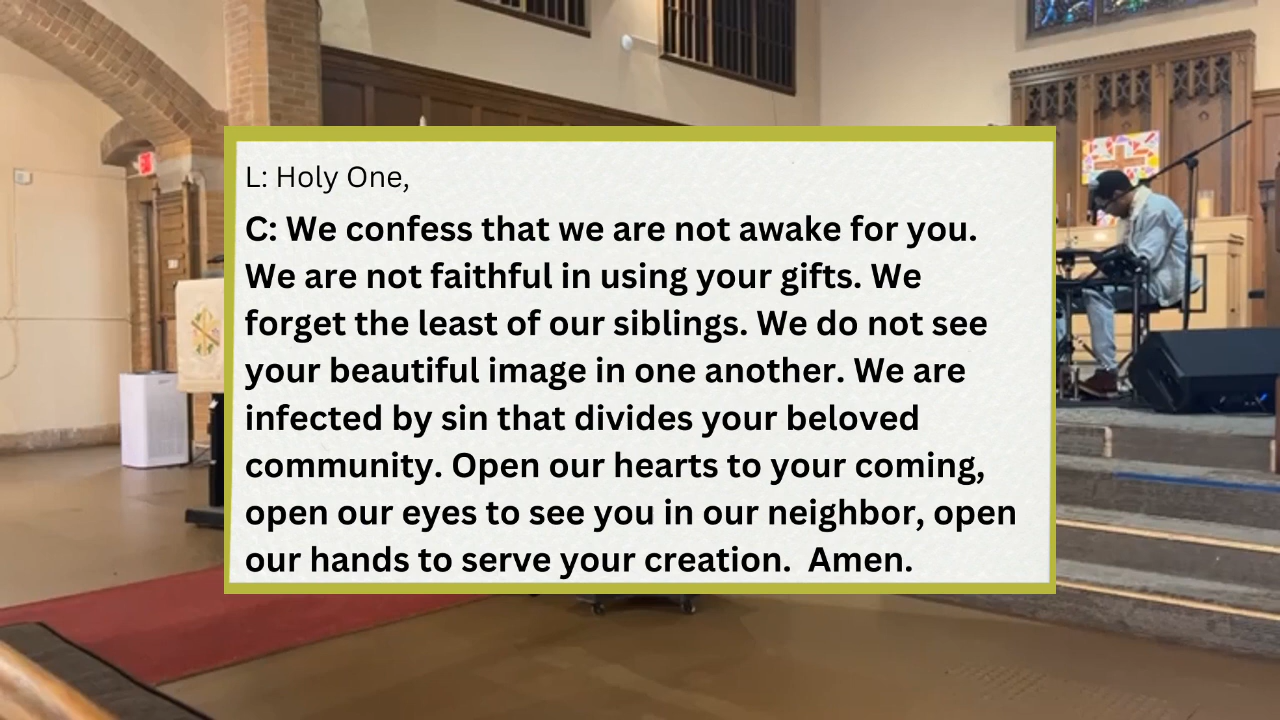 L: Holy One,
C: We confess that we are not awake for you.
We are not faithful in using your gifts. We
forget the least of our siblings. We do not see
your beautiful image in one another. We are
infected by sin that divides your beloved
community. Open our hearts to your coming,
open our eyes to see you in our neighbor, open
our hands to serve your creation.  Amen.